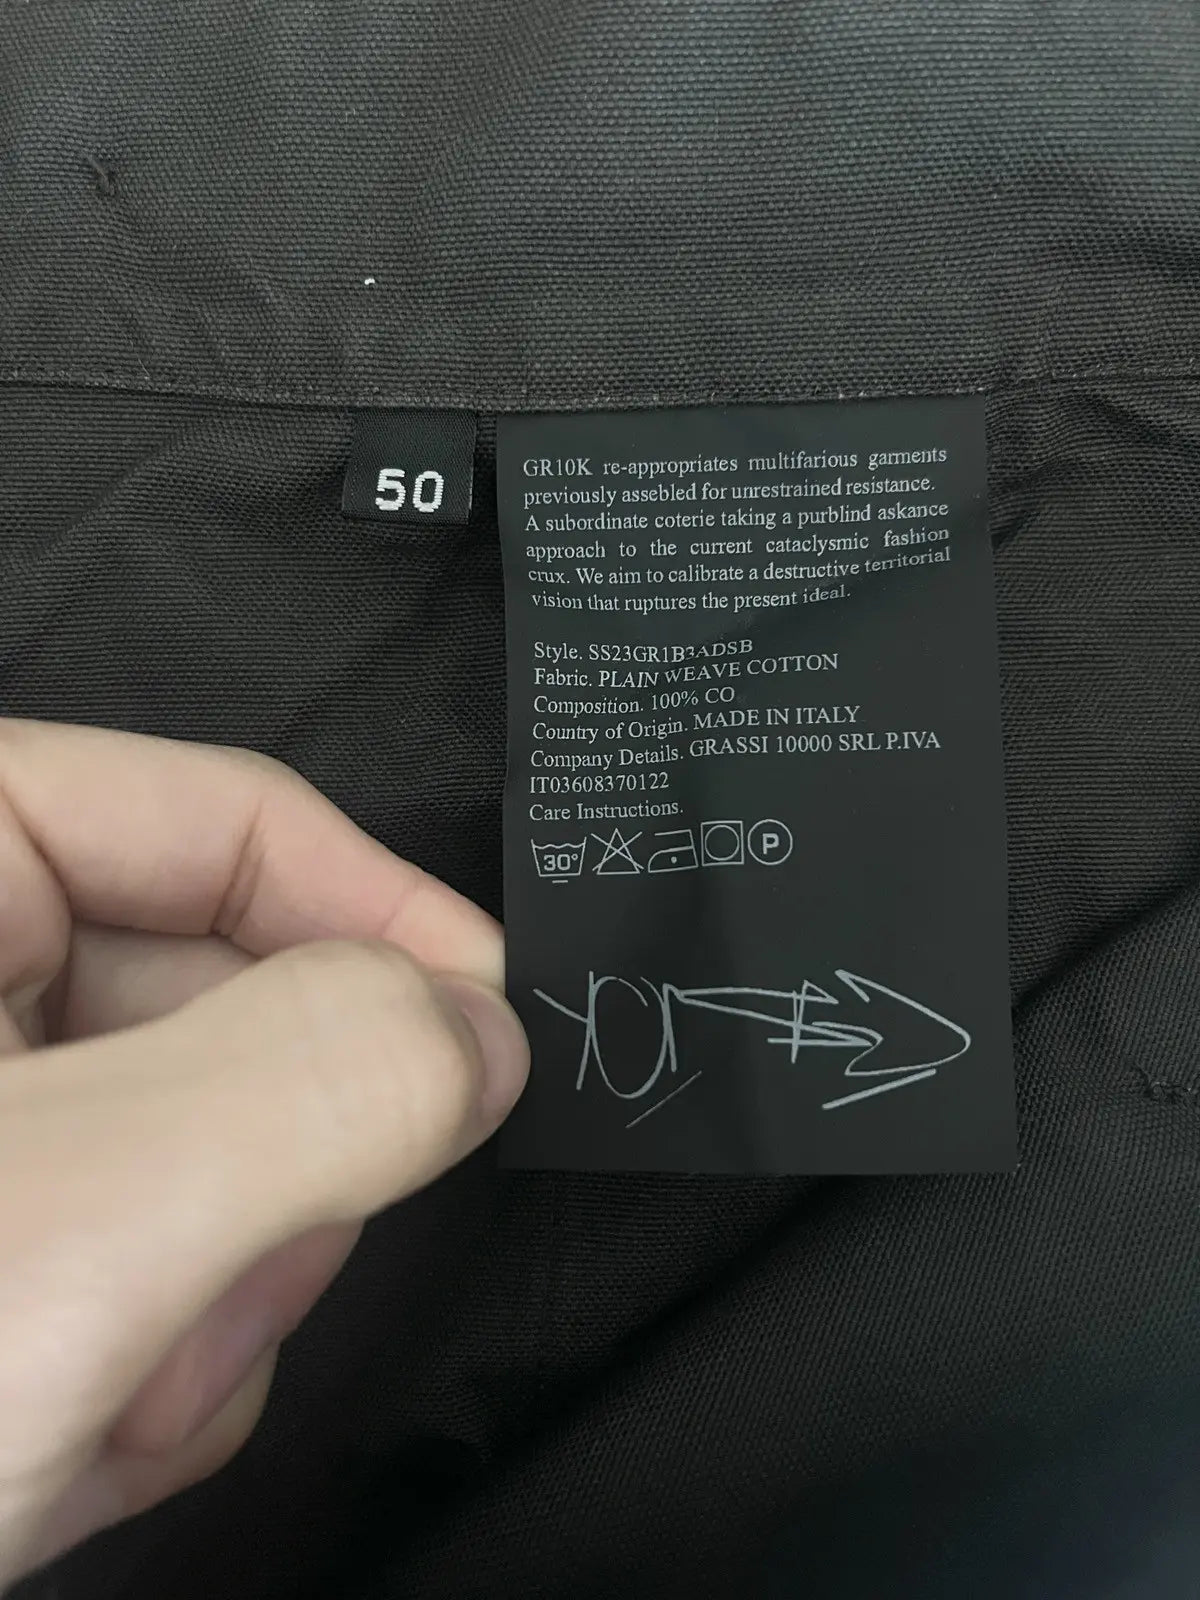 50
GR10K re-appropriates multifarious garments
previously assebled for unrestrained resistance.
A subordinate coterie taking a purblind askance
approach to the current cataclysmic fashion
crux. We aim to calibrate a destructive territorial
vision that ruptures the present ideal.
Style. SS23GR1B3ADSB
Fabric. PLAIN WEAVE COTTON
Composition. 100% CO
Country of Origin. MADE IN ITALY
Company Details. GRASSI 10000 SRL P.IVA
IT03608370122
Care Instructions.
30° P